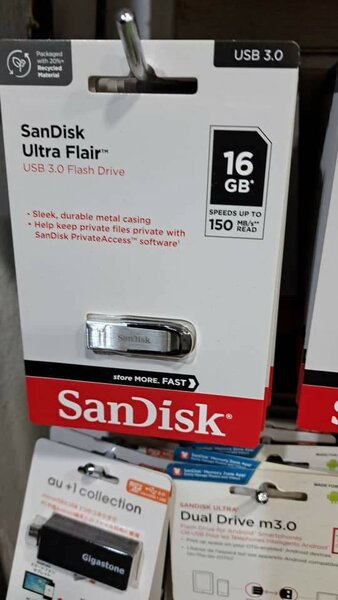 Packaged
with 20%+
Recycled
Material
USB 3.0
SanDisk
Ultra Flair™
USB 3.0 Flash Drive
16
GB*
SPEEDS UP TO
150 MB/s**
READ
• Sleek, durable metal casing
• Help keep private files private with
SanDisk PrivateAccess™ software†
SanDisk
store MORE. FAST
SanDisk®
au +1 collection
Gigastone
SANDISK ULTRA
Dual Drive m3.0